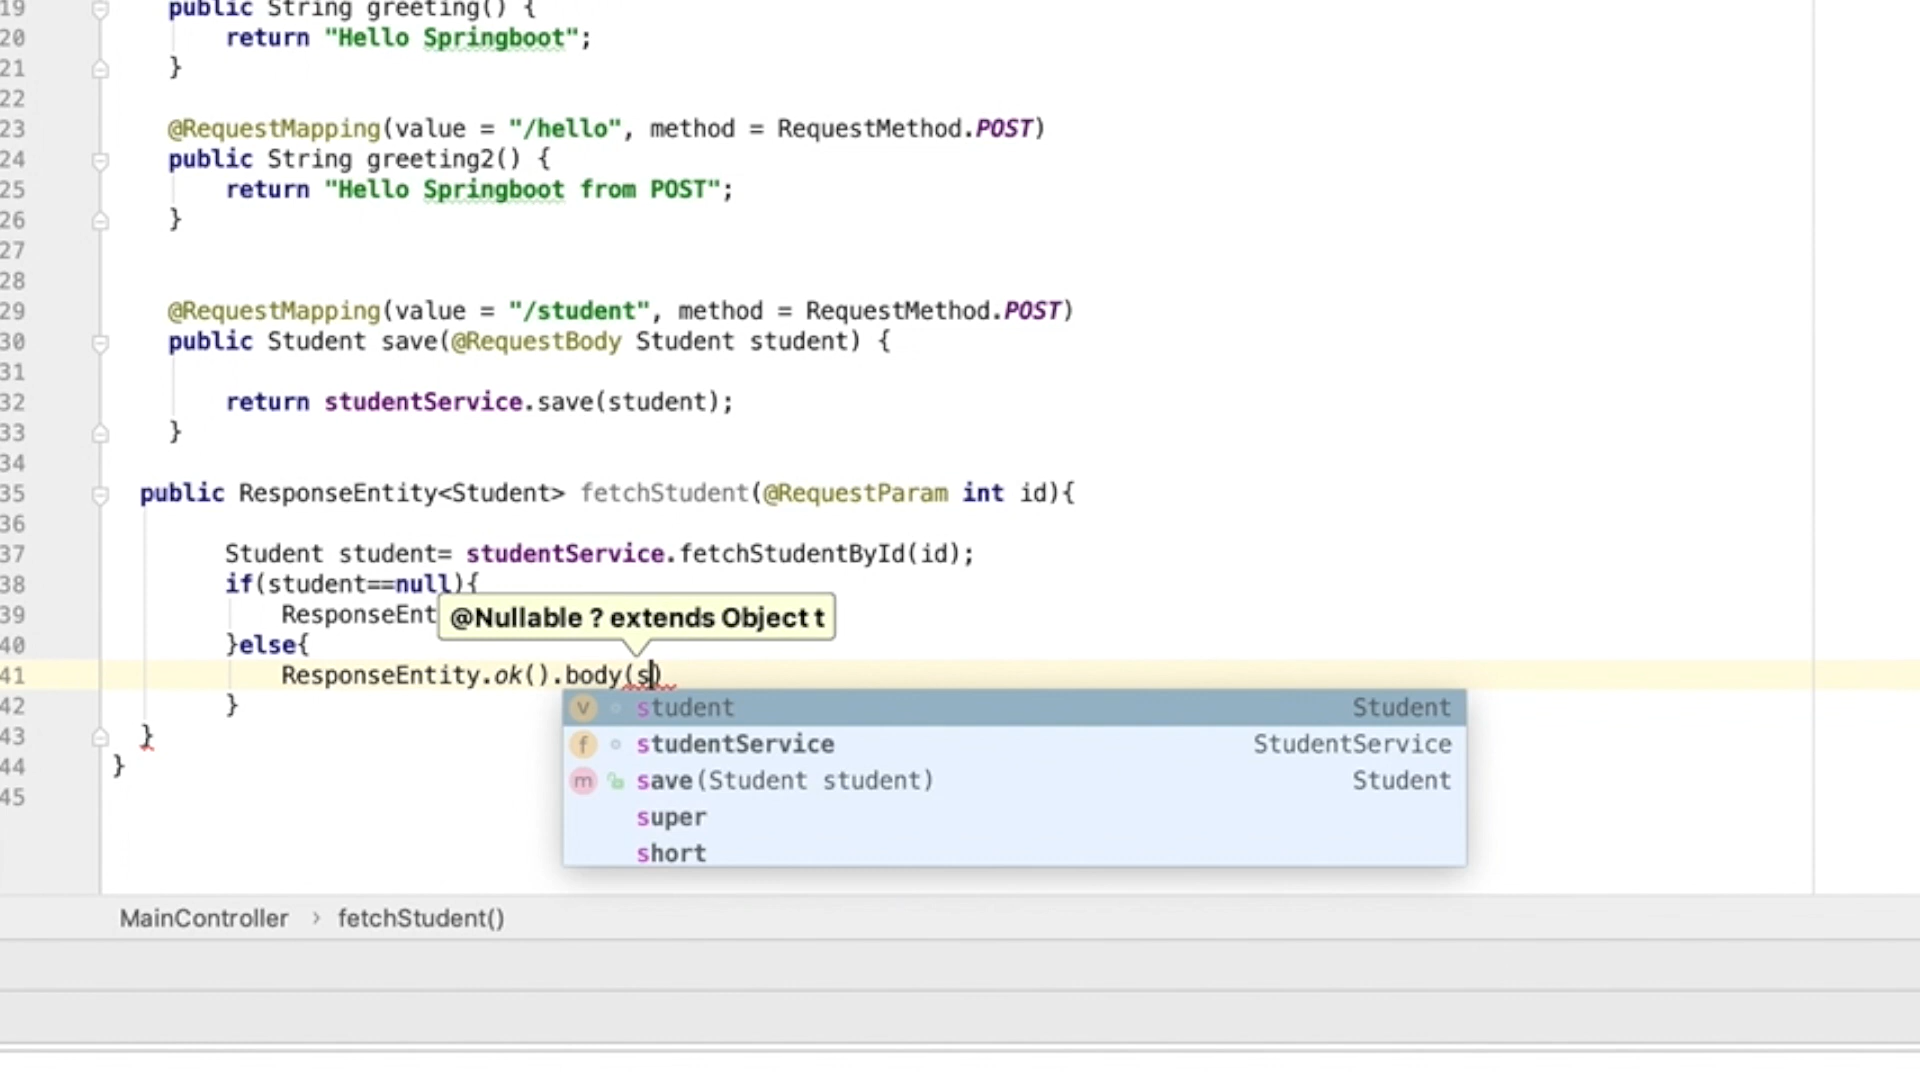 19 public String greeting() {
20 return "Hello Springboot";
21 }
22
23 @RequestMapping(value = "/hello", method = RequestMethod.POST)
24 public String greeting2() {
25 return "Hello Springboot from POST";
26 }
27
28
29 @RequestMapping(value = "/student", method = RequestMethod.POST)
30 public Student save(@RequestBody Student student) {
31
32 return studentService.save(student);
33 }
34
35 public ResponseEntity<Student> fetchStudent(@RequestParam int id){
36
37 Student student= studentService.fetchStudentById(id);
38 if(student==null){
39 ResponseEnt
@Nullable ? extends Object t
40 }else{
41 ResponseEntity.ok().body(s)
42 }
v student Student
43 }
f studentService StudentService
44 }
m save(Student student) Student
45
super
short
MainController › fetchStudent()